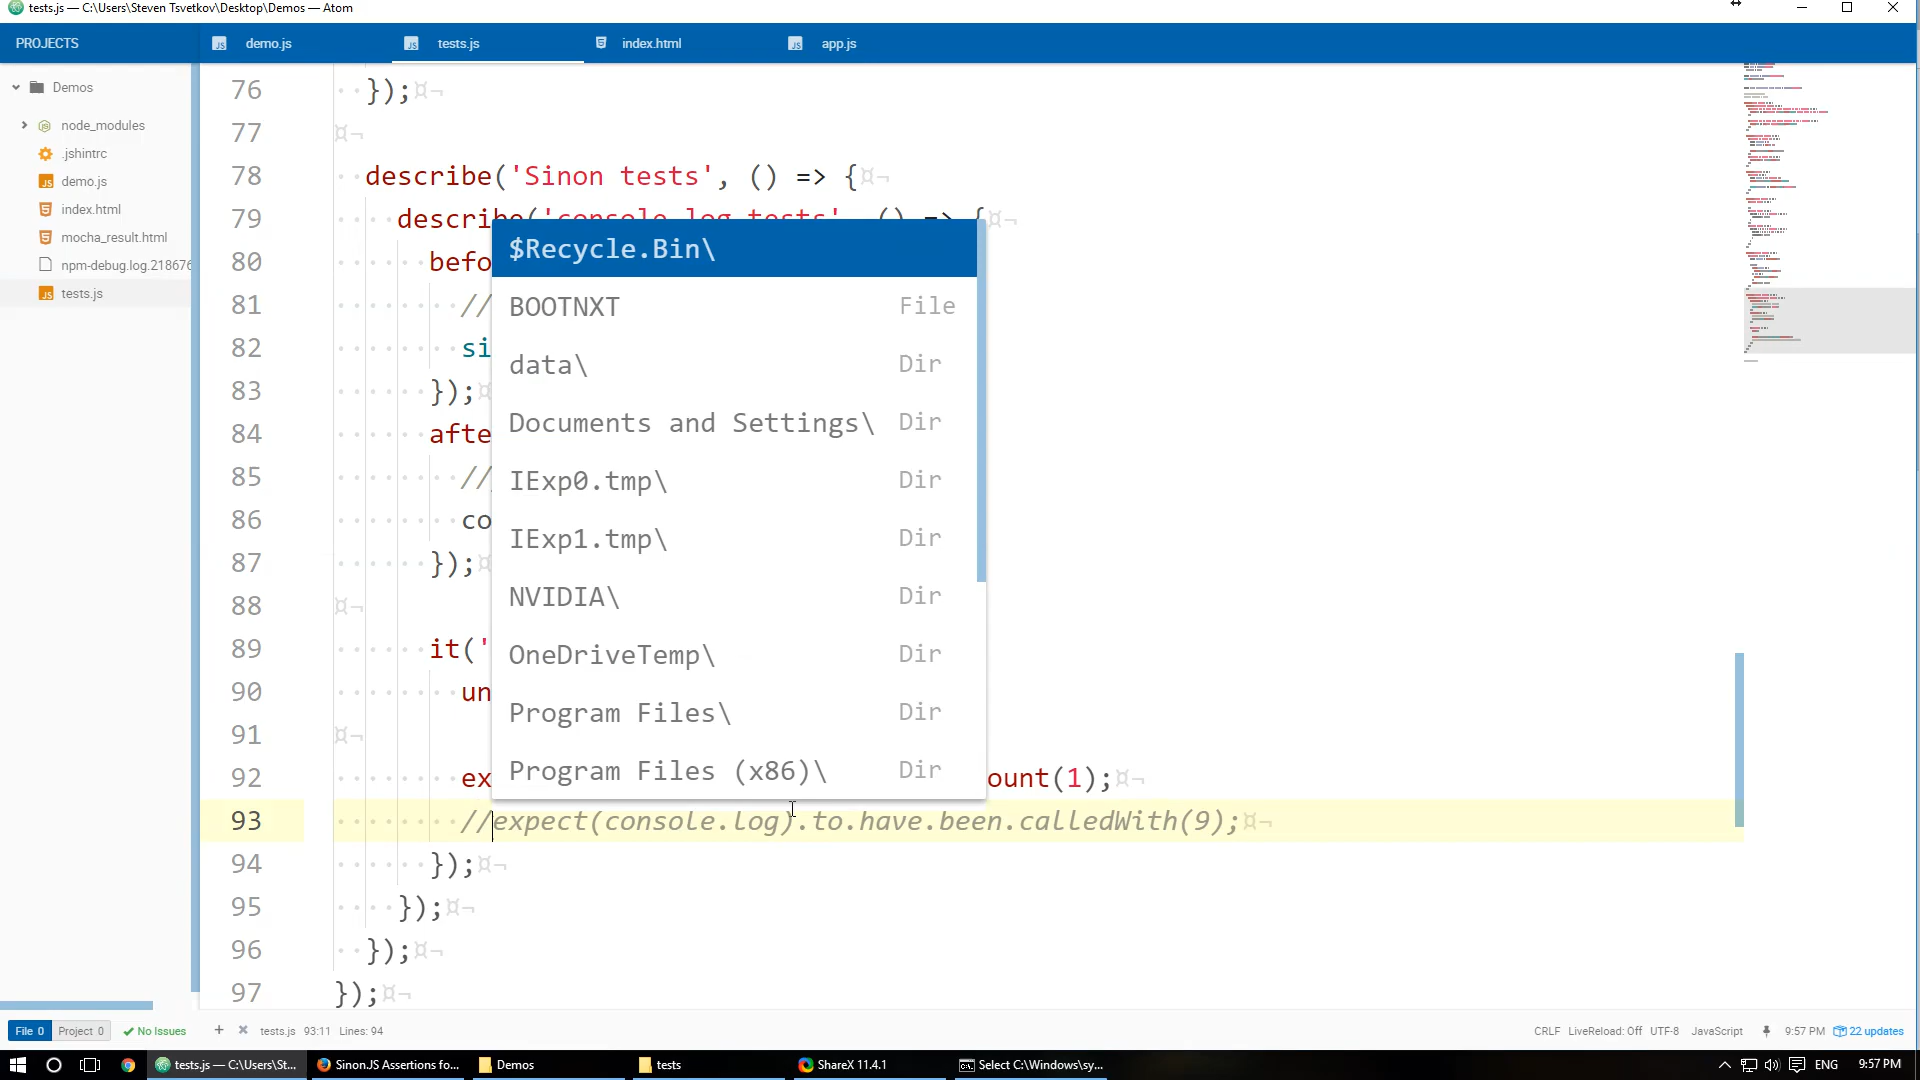 tests.js — C:\Users\Steven Tsvetkov\Desktop\Demos — Atom
PROJECTS
demo.js
tests.js
index.html
app.js
Demos
node_modules
.jshintrc
demo.js
index.html
mocha_result.html
npm-debug.log.218676
tests.js
76 });
77
78 describe('Sinon tests', () => {
79 describe('console.log tests', () => {
80 befo
81 //
82 si
83 });
84 afte
85 //
86 co
87 });
88
89 it('
90 un
91
92 ex ount(1);
93 //expect(console.log).to.have.been.calledWith(9);
94 });
95 });
96 });
97 });
$Recycle.Bin\
BOOTNXT File
data\ Dir
Documents and Settings\ Dir
IExp0.tmp\ Dir
IExp1.tmp\ Dir
NVIDIA\ Dir
OneDriveTemp\ Dir
Program Files\ Dir
Program Files (x86)\ Dir
File 0 Project 0 No Issues + tests.js 93:11 Lines: 94
CRLF LiveReload: Off UTF-8 JavaScript 9:57 PM 22 updates
tests.js — C:\Users\St...
Sinon.JS Assertions fo...
Demos
tests
ShareX 11.4.1
Select C:\Windows\sy...
ENG
9:57 PM